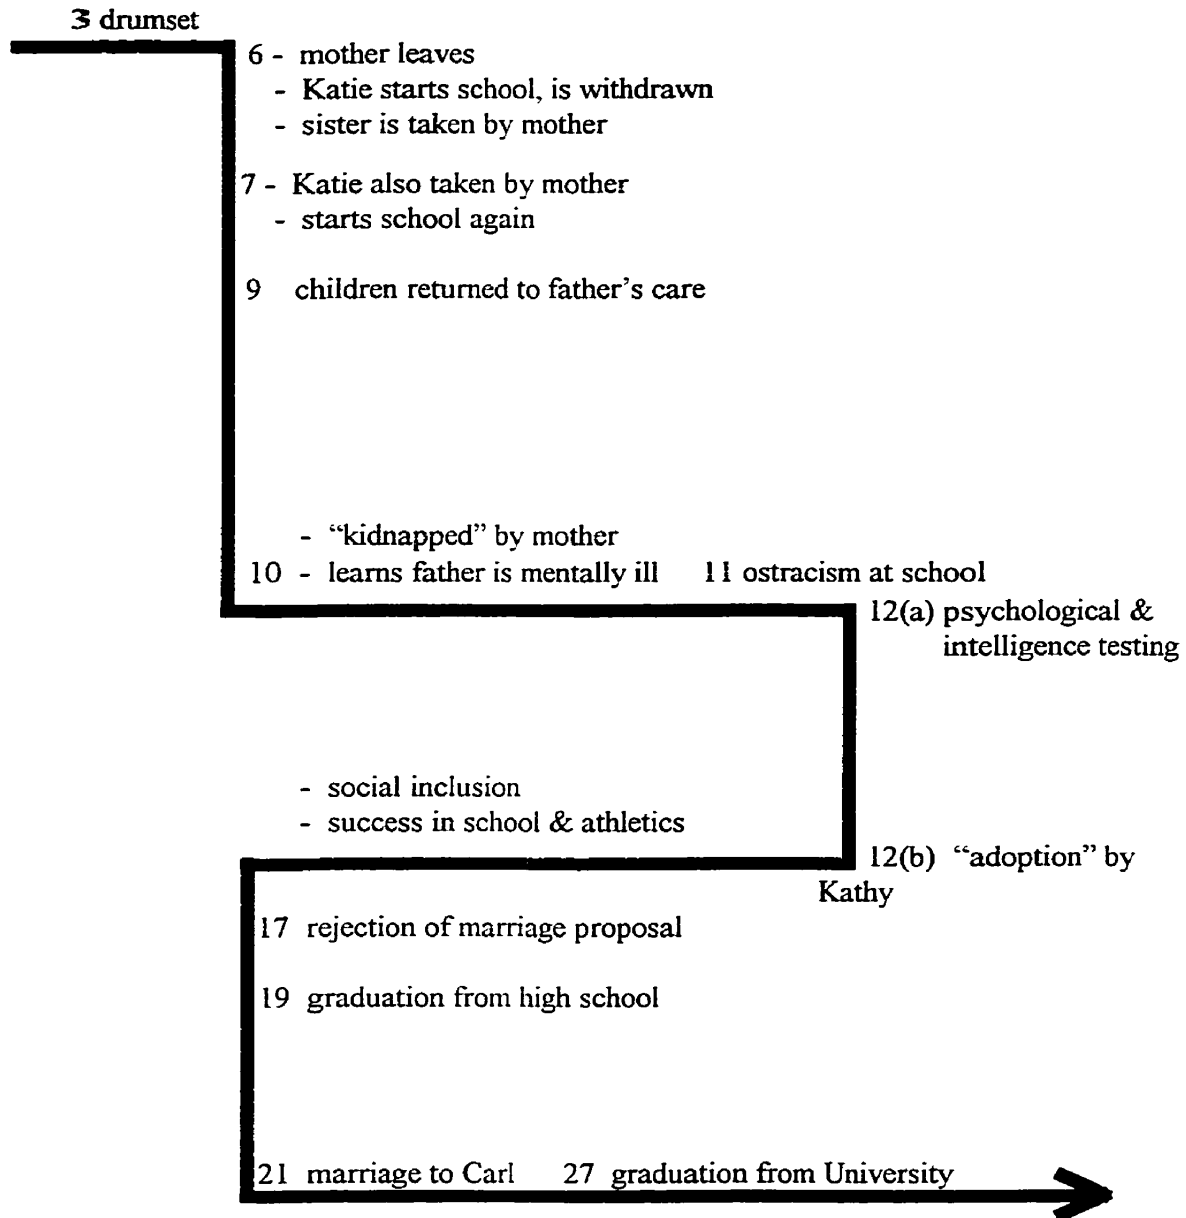 3 drumset
6 - mother leaves
- Katie starts school, is withdrawn
- sister is taken by mother
7 - Katie also taken by mother
- starts school again
9 children returned to father's care
- "kidnapped" by mother
10 - learns father is mentally ill 11 ostracism at school
12(a) psychological &
intelligence testing
- social inclusion
- success in school & athletics
12(b) "adoption" by
Kathy
17 rejection of marriage proposal
19 graduation from high school
21 marriage to Carl 27 graduation from University